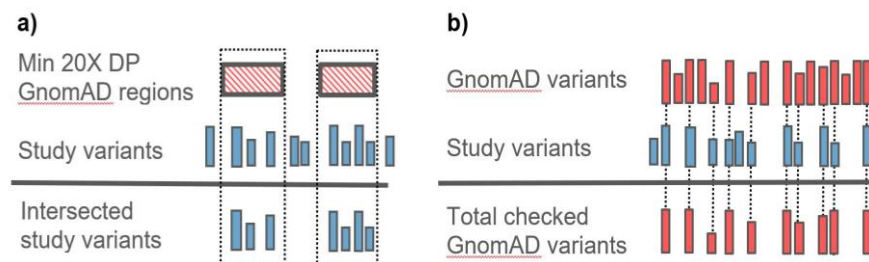 a)
Min 20X DP
GnomAD regions
Study variants
Intersected
study variants
b)
GnomAD variants
Study variants
Total checked
GnomAD variants